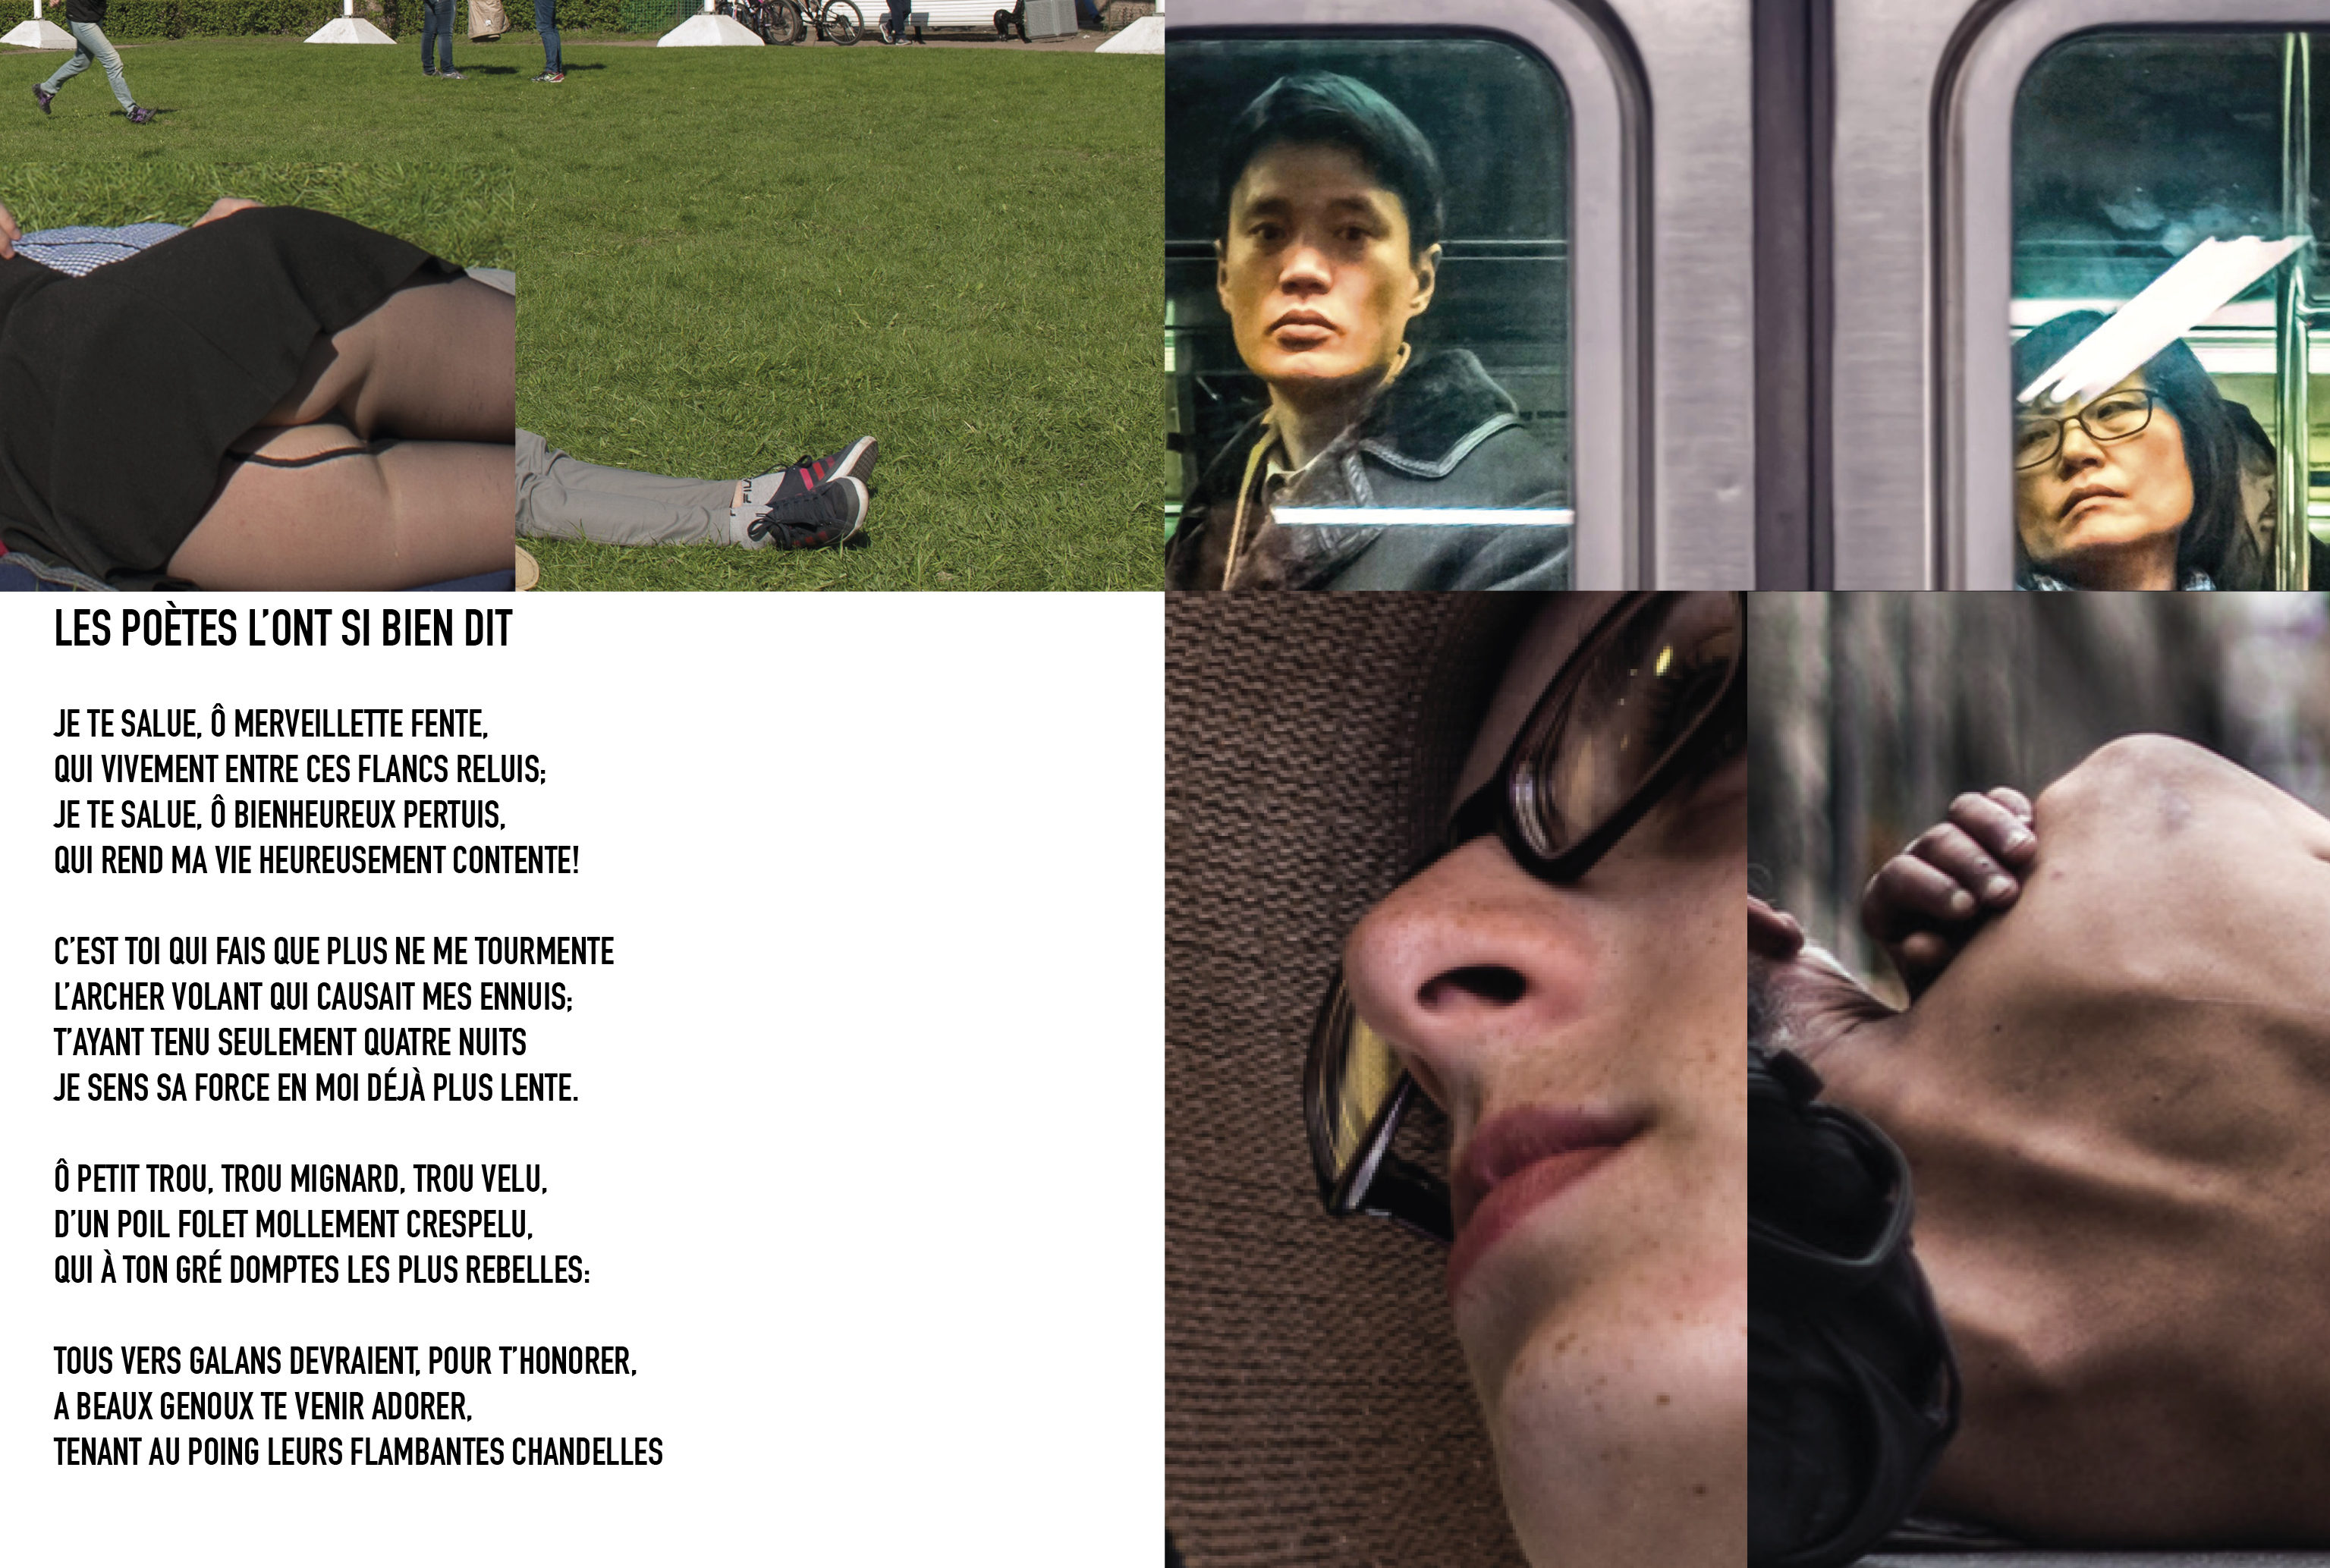 LES POÈTES L'ONT SI BIEN DIT
JE TE SALUE, Ô MERVEILLETTE FENTE,
QUI VIVEMENT ENTRE CES FLANCS RELUIS;
JE TE SALUE, Ô BIENHEUREUX PERTUIS,
QUI REND MA VIE HEUREUSEMENT CONTENTE!
C'EST TOI QUI FAIS QUE PLUS NE ME TOURMENTE
L'ARCHER VOLANT QUI CAUSAIT MES ENNUIS;
T'AYANT TENU SEULEMENT QUATRE NUITS
JE SENS SA FORCE EN MOI DÉJÀ PLUS LENTE.
Ô PETIT TROU, TROU MIGNARD, TROU VELU,
D'UN POIL FOLET MOLLEMENT CRESPELU,
QUI À TON GRÉ DOMPTES LES PLUS REBELLES:
TOUS VERS GALANS DEVRAIENT, POUR T'HONORER,
A BEAUX GENOUX TE VENIR ADORER,
TENANT AU POING LEURS FLAMBANTES CHANDELLES